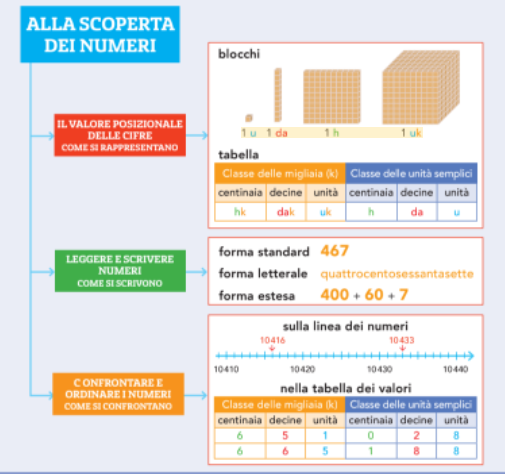 ALLA SCOPERTA
DEI NUMERI
IL VALORE POSIZIONALE
DELLE CIFRE
COME SI RAPPRESENTANO
blocchi
1 u 1 da 1 h 1 uk
tabella
Classe delle migliaia (k) Classe delle unità semplici
centinaia decine unità centinaia decine unità
hk dak uk h da u
LEGGERE E SCRIVERE
NUMERI
COME SI SCRIVONO
forma standard 467
forma letterale quattrocentosessantasette
forma estesa 400 + 60 + 7
C ONFRONTARE E
ORDINARE I NUMERI
COME SI CONFRONTANO
sulla linea dei numeri
10416 10433
10410 10420 10430 10440
nella tabella dei valori
Classe delle migliaia (k) Classe delle unità semplici
centinaia decine unità centinaia decine unità
6 5 1 0 2 8
6 6 5 1 8 8